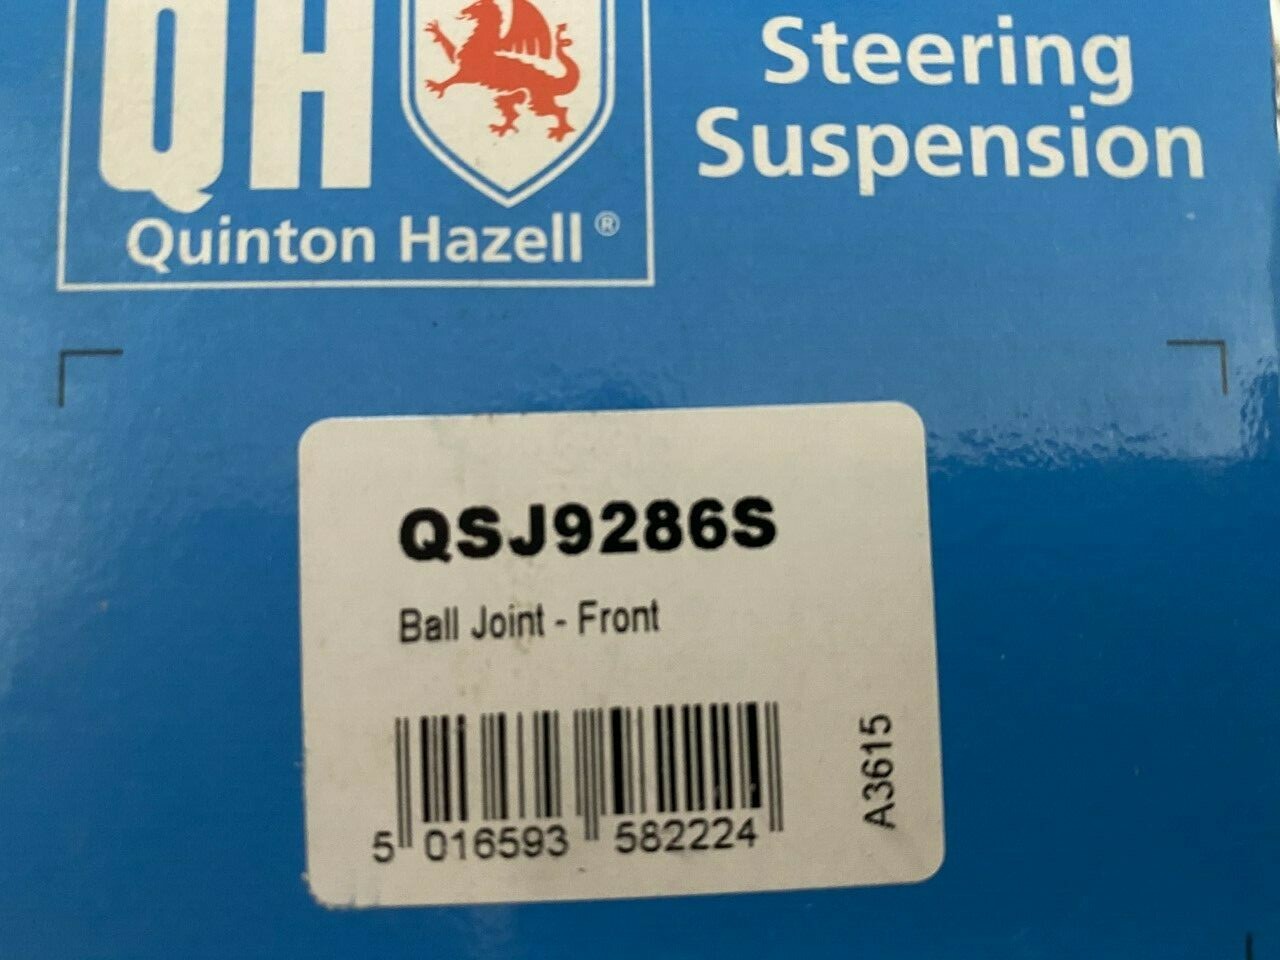 QH
Quinton Hazell ®
Steering
Suspension
QSJ9286S
Ball Joint - Front
5 016593 582224
A3615